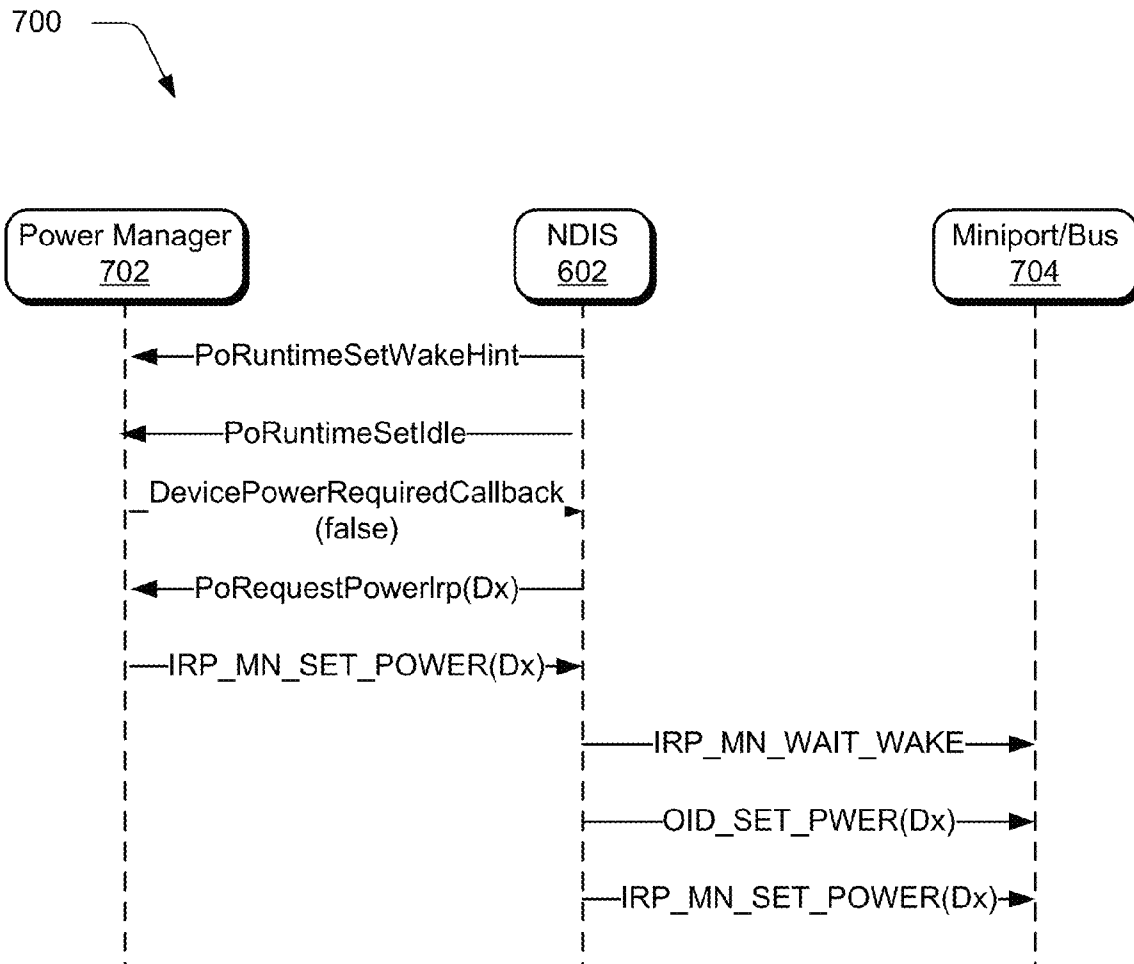 700
Power Manager
702
NDIS
602
Miniport/Bus
704
PoRuntimeSetWakeHint
PoRuntimeSetIdle
DevicePowerRequiredCallback
(false)
PoRequestPowerIrp(Dx)
IRP_MN_SET_POWER(Dx)
IRP_MN_WAIT_WAKE
OID_SET_PWER(Dx)
IRP_MN_SET_POWER(Dx)